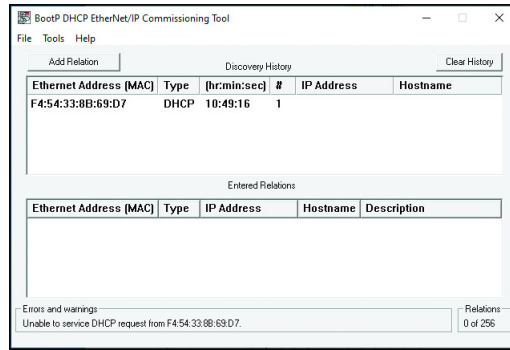 BootP DHCP EtherNet/IP Commissioning Tool
File Tools Help
Add Relation Discovery History Clear History
Ethernet Address (MAC) Type (hr:min:sec) # IP Address Hostname
F4:54:33:8B:69:D7 DHCP 10:49:16 1
Entered Relations
Ethernet Address (MAC) Type IP Address Hostname Description
Errors and warnings Relations
Unable to service DHCP request from F4:54:33:8B:69:D7. 0 of 256